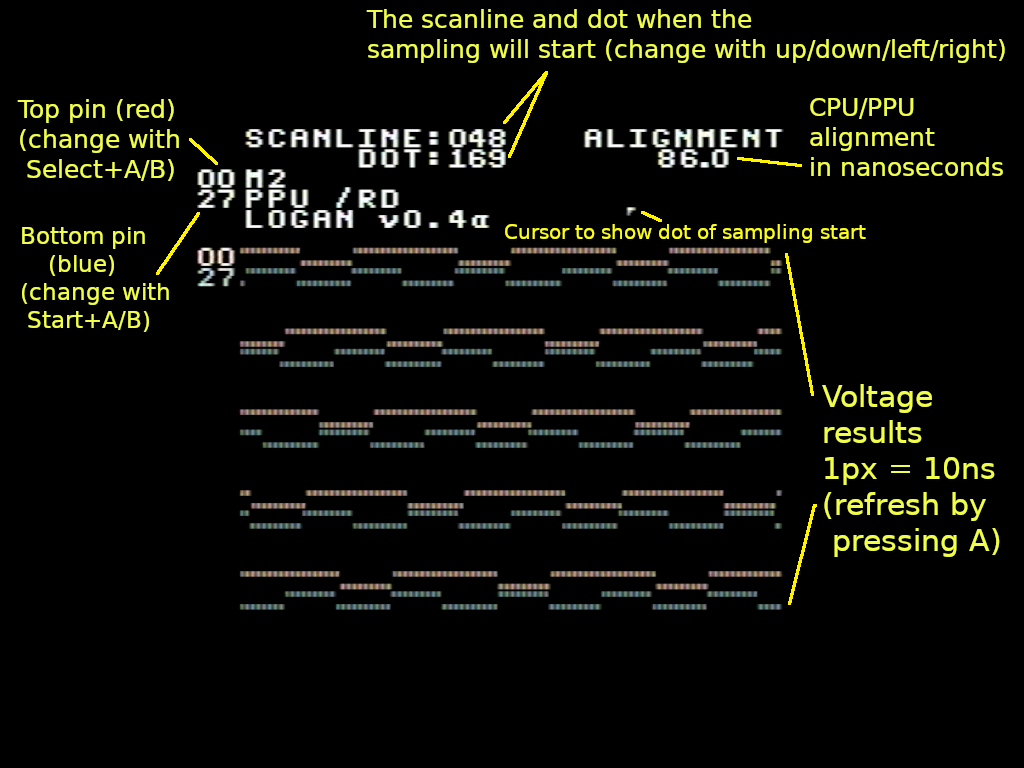 The scanline and dot when the
sampling will start (change with up/down/left/right)
Top pin (red)
(change with
Select+A/B)
CPU/PPU
alignment
in nanoseconds
SCANLINE:048
DOT:169
ALIGNMENT
86.0
00 M2
27 PPU /RD
LOGAN v0.4α
Cursor to show dot of sampling start
Bottom pin
(blue)
(change with
Start+A/B)
00
27
Voltage
results
1px = 10ns
(refresh by
pressing A)